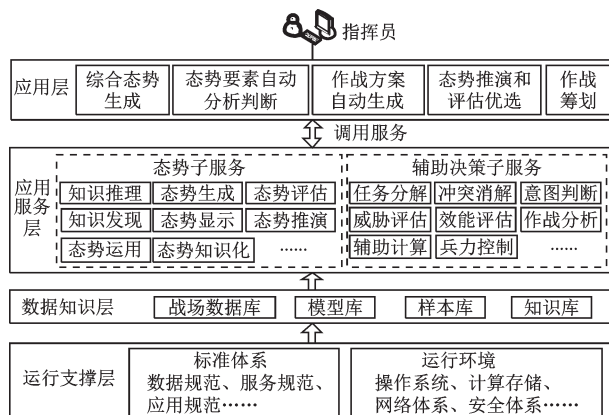 指挥员
应用层
综合态势
生成
态势要素自动
分析判断
作战方案
自动生成
态势推演和
评估优选
作战
筹划
调用服务
应用
服务
层
态势子服务
知识推理 态势生成 态势评估
知识发现 态势显示 态势推演
态势运用 态势知识化 ……
辅助决策子服务
任务分解 冲突消解 意图判断
威胁评估 效能评估 作战分析
辅助计算 兵力控制 ……
数据知识层 战场数据库 模型库 样本库 知识库
运行支撑层
标准体系
数据规范、服务规范、
应用规范……
运行环境
操作系统、计算存储、
网络体系、安全体系……